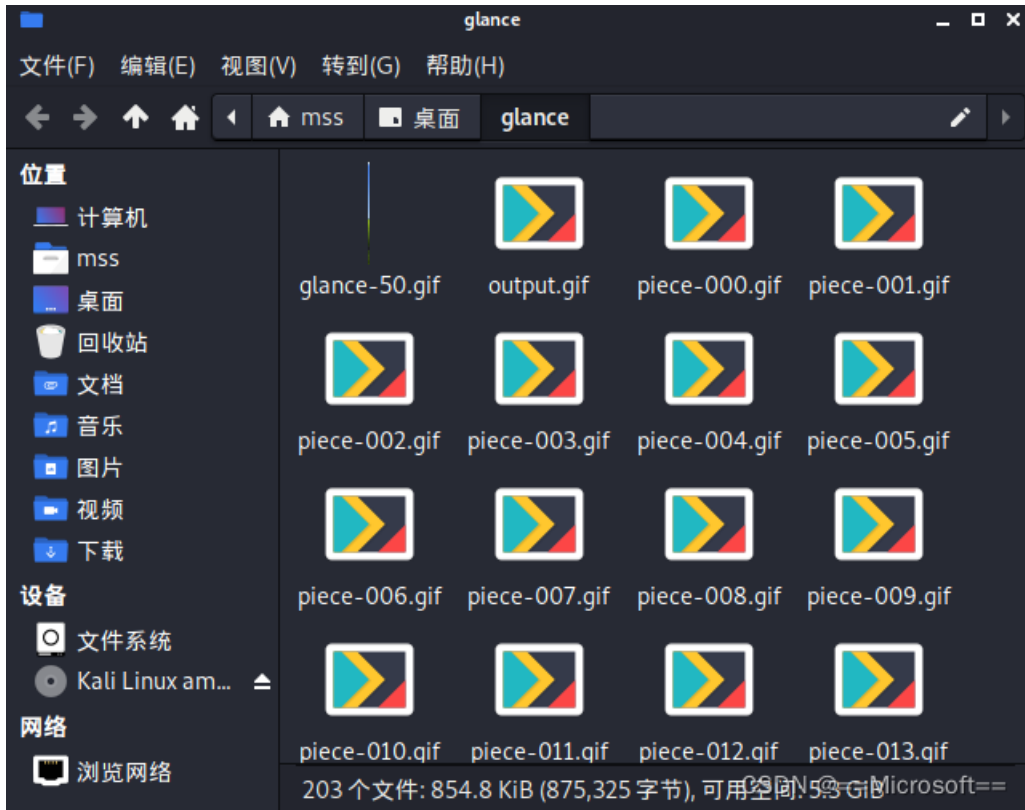 glance
文件(F) 编辑(E) 视图(V) 转到(G) 帮助(H)
mss 桌面 glance
位置
计算机
mss
桌面
回收站
文档
音乐
图片
视频
下载
设备
文件系统
Kali Linux am...
网络
浏览网络
glance-50.gif output.gif piece-000.gif piece-001.gif
piece-002.gif piece-003.gif piece-004.gif piece-005.gif
piece-006.gif piece-007.gif piece-008.gif piece-009.gif
piece-010.gif piece-011.gif piece-012.gif piece-013.gif
203 个文件: 854.8 KiB (875,325 字节), 可用空间: 5.3 GiB
CSDN @==Microsoft==